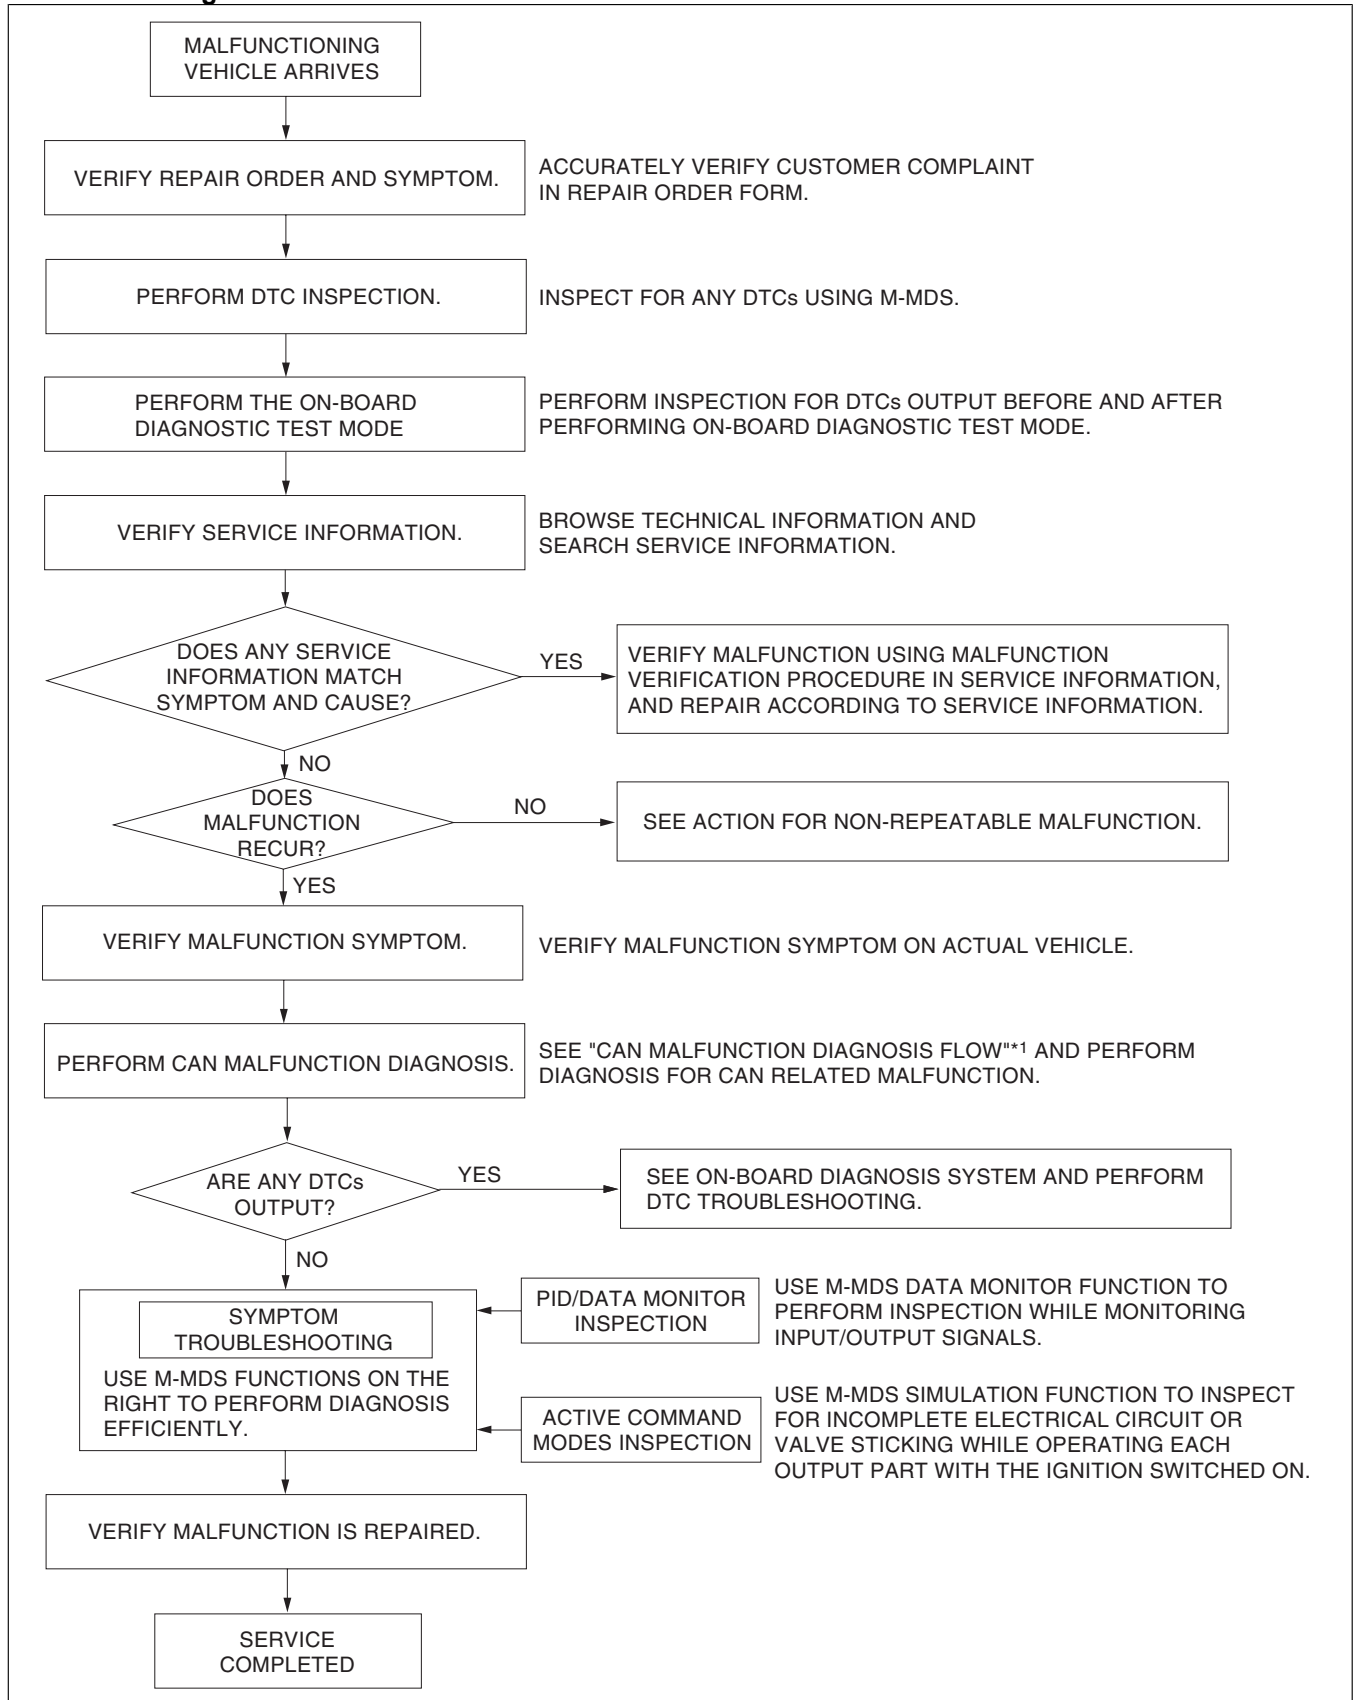 MALFUNCTIONING
VEHICLE ARRIVES
VERIFY REPAIR ORDER AND SYMPTOM.
ACCURATELY VERIFY CUSTOMER COMPLAINT
IN REPAIR ORDER FORM.
PERFORM DTC INSPECTION.
INSPECT FOR ANY DTCs USING M-MDS.
PERFORM THE ON-BOARD
DIAGNOSTIC TEST MODE
PERFORM INSPECTION FOR DTCs OUTPUT BEFORE AND AFTER
PERFORMING ON-BOARD DIAGNOSTIC TEST MODE.
VERIFY SERVICE INFORMATION.
BROWSE TECHNICAL INFORMATION AND
SEARCH SERVICE INFORMATION.
DOES ANY SERVICE
INFORMATION MATCH
SYMPTOM AND CAUSE?
YES
VERIFY MALFUNCTION USING MALFUNCTION
VERIFICATION PROCEDURE IN SERVICE INFORMATION,
AND REPAIR ACCORDING TO SERVICE INFORMATION.
NO
DOES
MALFUNCTION
RECUR?
NO
SEE ACTION FOR NON-REPEATABLE MALFUNCTION.
YES
VERIFY MALFUNCTION SYMPTOM.
VERIFY MALFUNCTION SYMPTOM ON ACTUAL VEHICLE.
PERFORM CAN MALFUNCTION DIAGNOSIS.
SEE "CAN MALFUNCTION DIAGNOSIS FLOW"*1 AND PERFORM
DIAGNOSIS FOR CAN RELATED MALFUNCTION.
ARE ANY DTCs
OUTPUT?
YES
SEE ON-BOARD DIAGNOSIS SYSTEM AND PERFORM
DTC TROUBLESHOOTING.
NO
SYMPTOM
TROUBLESHOOTING
USE M-MDS FUNCTIONS ON THE
RIGHT TO PERFORM DIAGNOSIS
EFFICIENTLY.
PID/DATA MONITOR
INSPECTION
USE M-MDS DATA MONITOR FUNCTION TO
PERFORM INSPECTION WHILE MONITORING
INPUT/OUTPUT SIGNALS.
ACTIVE COMMAND
MODES INSPECTION
USE M-MDS SIMULATION FUNCTION TO INSPECT
FOR INCOMPLETE ELECTRICAL CIRCUIT OR
VALVE STICKING WHILE OPERATING EACH
OUTPUT PART WITH THE IGNITION SWITCHED ON.
VERIFY MALFUNCTION IS REPAIRED.
SERVICE
COMPLETED